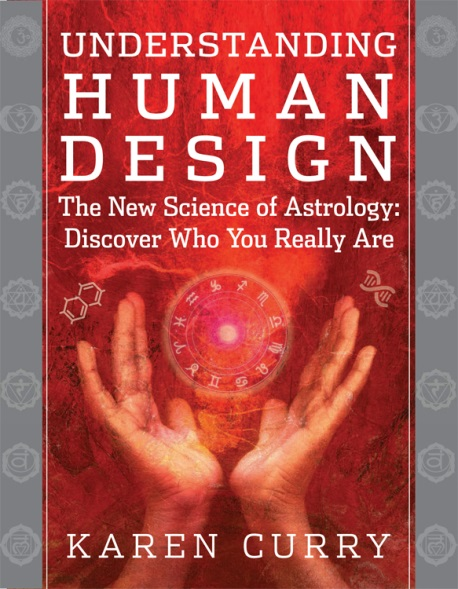 UNDERSTANDING
HUMAN
DESIGN
The New Science of Astrology:
Discover Who You Really Are
KAREN CURRY